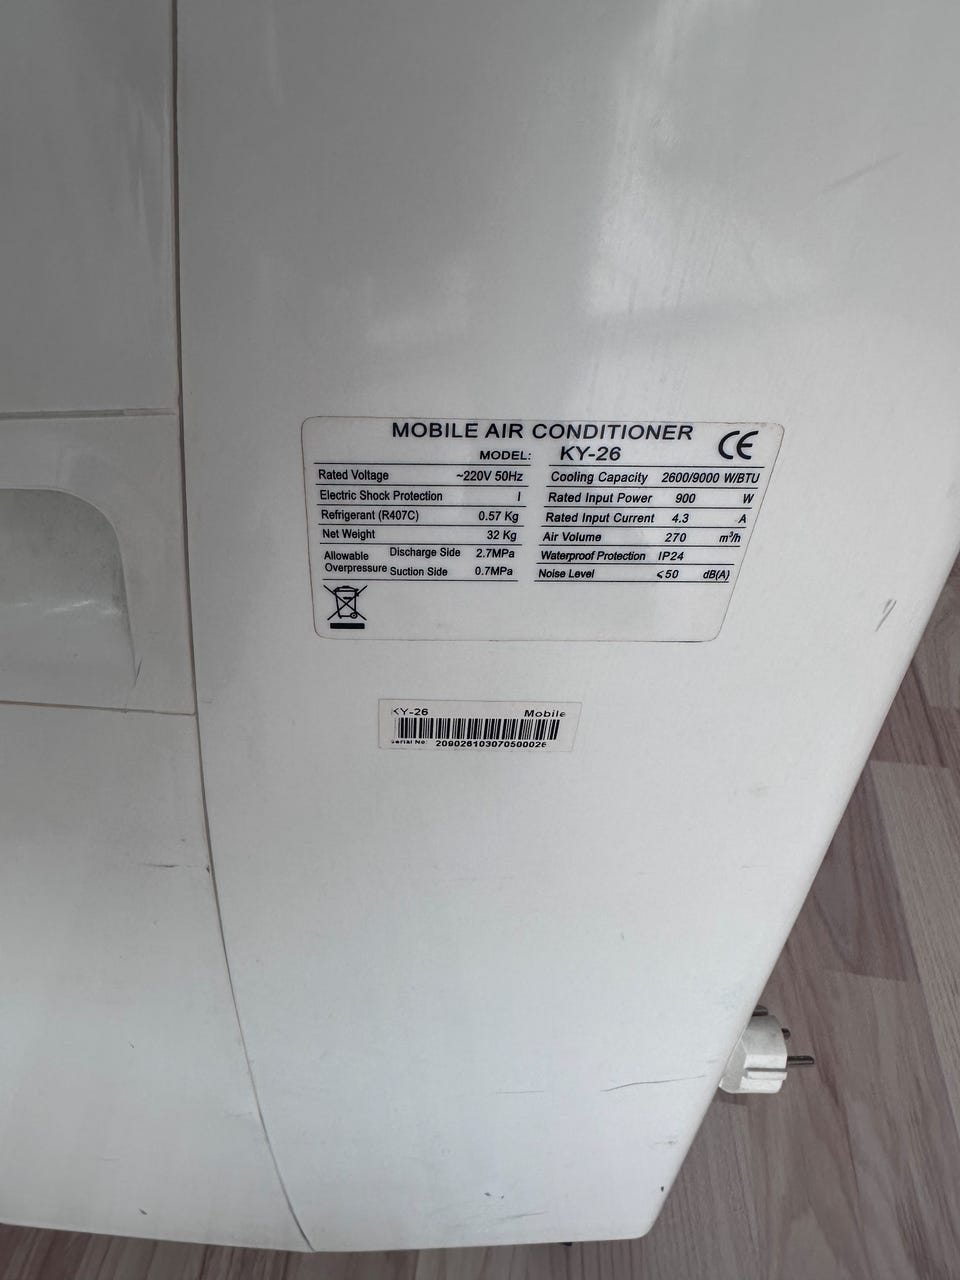 MOBILE AIR CONDITIONER
CE
MODEL: KY-26
Rated Voltage ~220V 50Hz
Electric Shock Protection I
Refrigerant (R407C) 0.57 Kg
Net Weight 32 Kg
Allowable Overpressure
Discharge Side 2.7MPa
Suction Side 0.7MPa
Cooling Capacity 2600/9000 W/BTU
Rated Input Power 900 W
Rated Input Current 4.3 A
Air Volume 270 m³/h
Waterproof Protection IP24
Noise Level ≤50 dB(A)
KY-26 Mobile
Serial No: 209026103070500026